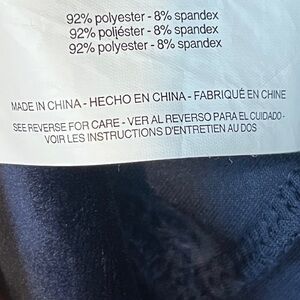 92% polyester - 8% spandex
92% poliéster - 8% spandex
92% polyester - 8% spandex
MADE IN CHINA - HECHO EN CHINA - FABRIQUÉ EN CHINE
SEE REVERSE FOR CARE - VER AL REVERSO PARA EL CUIDADO -
VOIR LES INSTRUCTIONS D'ENTRETIEN AU DOS